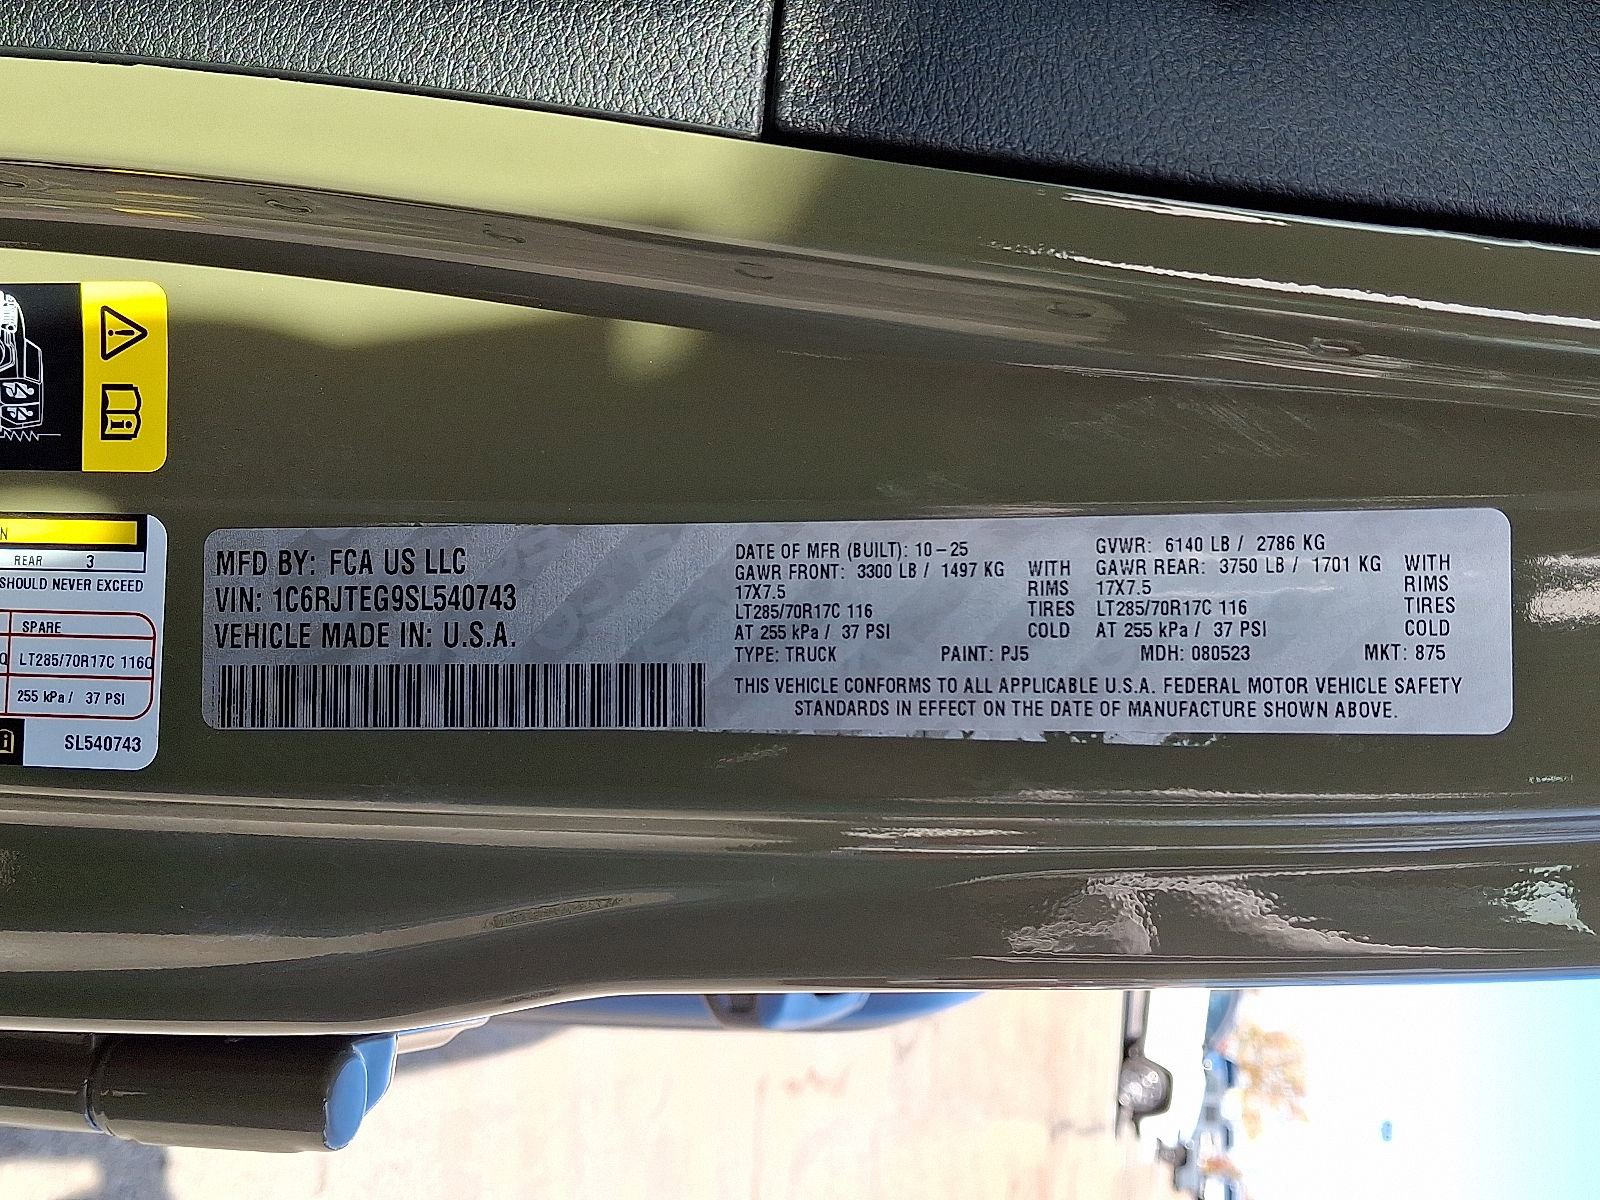 N
REAR 3
SHOULD NEVER EXCEED
SPARE
Q LT285/70R17C 116Q
255 kPa / 37 PSI
SL540743
MFD BY: FCA US LLC
VIN: 1C6RJTEG9SL540743
VEHICLE MADE IN: U.S.A.
DATE OF MFR (BUILT): 10-25 GVWR: 6140 LB / 2786 KG
GAWR FRONT: 3300 LB / 1497 KG WITH GAWR REAR: 3750 LB / 1701 KG WITH
17X7.5 RIMS 17X7.5 RIMS
LT285/70R17C 116 TIRES LT285/70R17C 116 TIRES
AT 255 kPa / 37 PSI COLD AT 255 kPa / 37 PSI COLD
TYPE: TRUCK PAINT: PJ5 MDH: 080523 MKT: 875
THIS VEHICLE CONFORMS TO ALL APPLICABLE U.S.A. FEDERAL MOTOR VEHICLE SAFETY
STANDARDS IN EFFECT ON THE DATE OF MANUFACTURE SHOWN ABOVE.